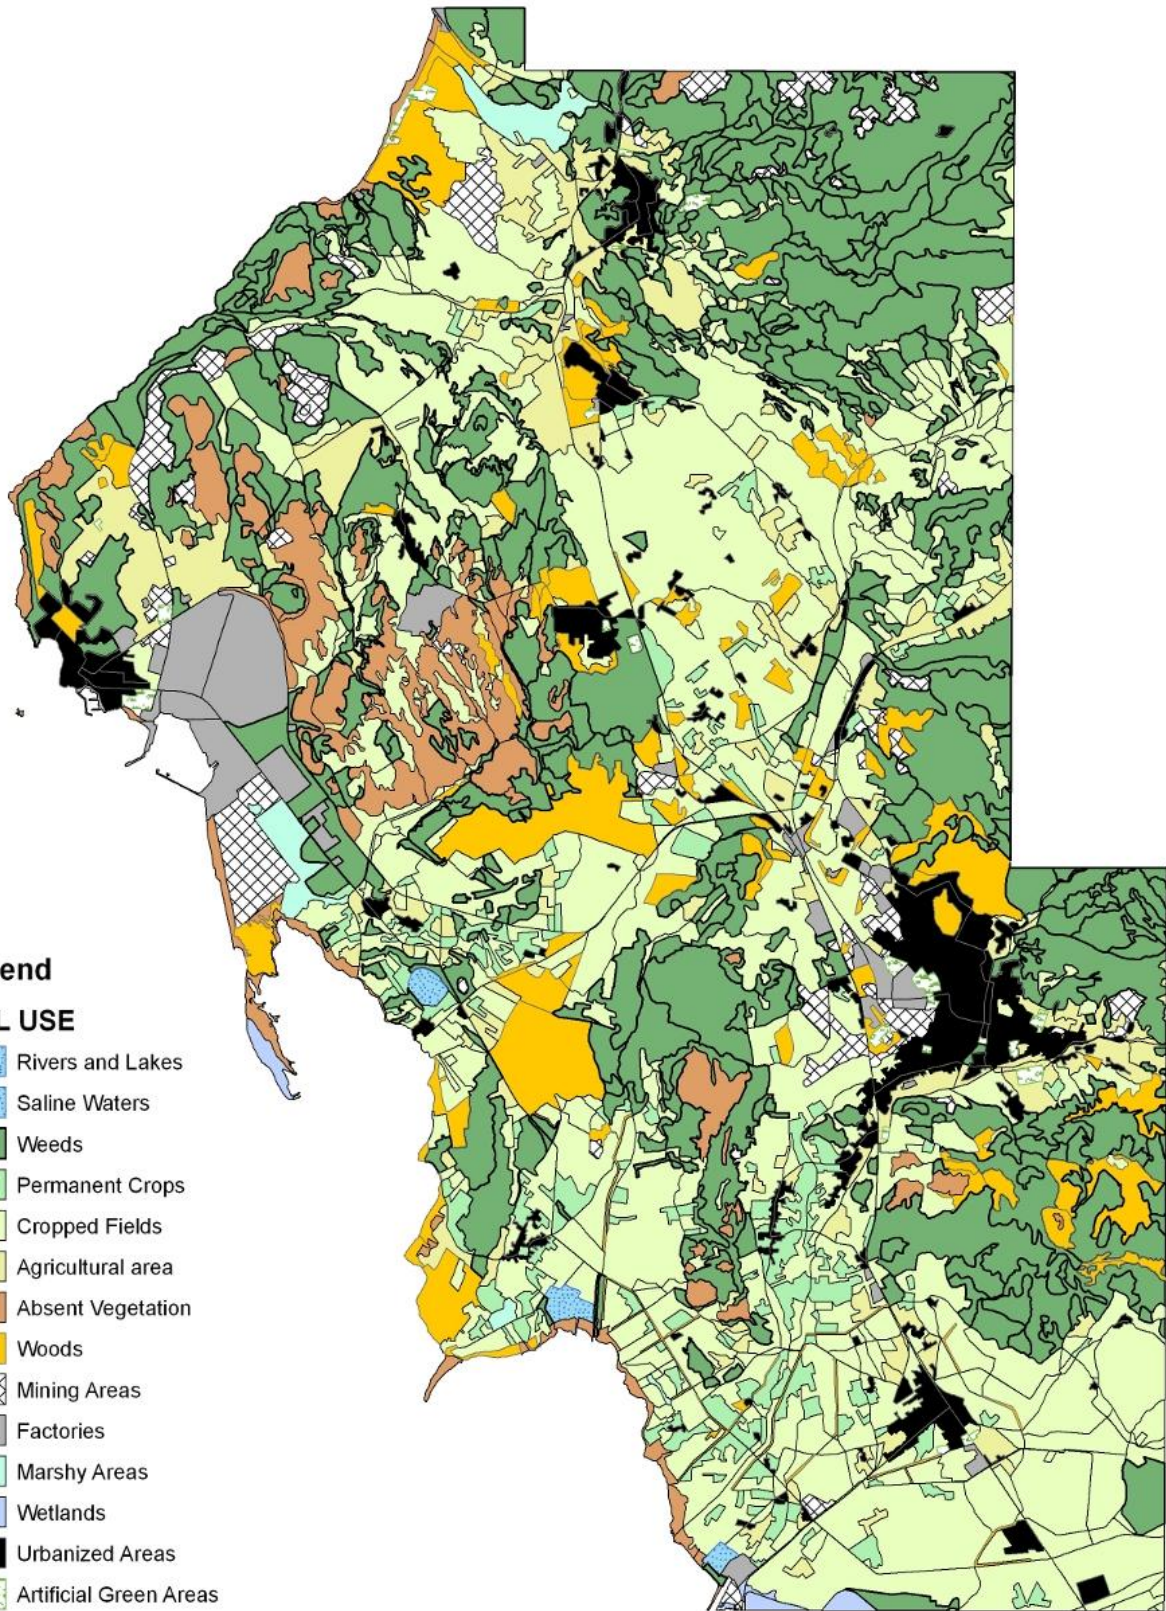 end
L USE
Rivers and Lakes
Saline Waters
Weeds
Permanent Crops
Cropped Fields
Agricultural area
Absent Vegetation
Woods
Mining Areas
Factories
Marshy Areas
Wetlands
Urbanized Areas
Artificial Green Areas